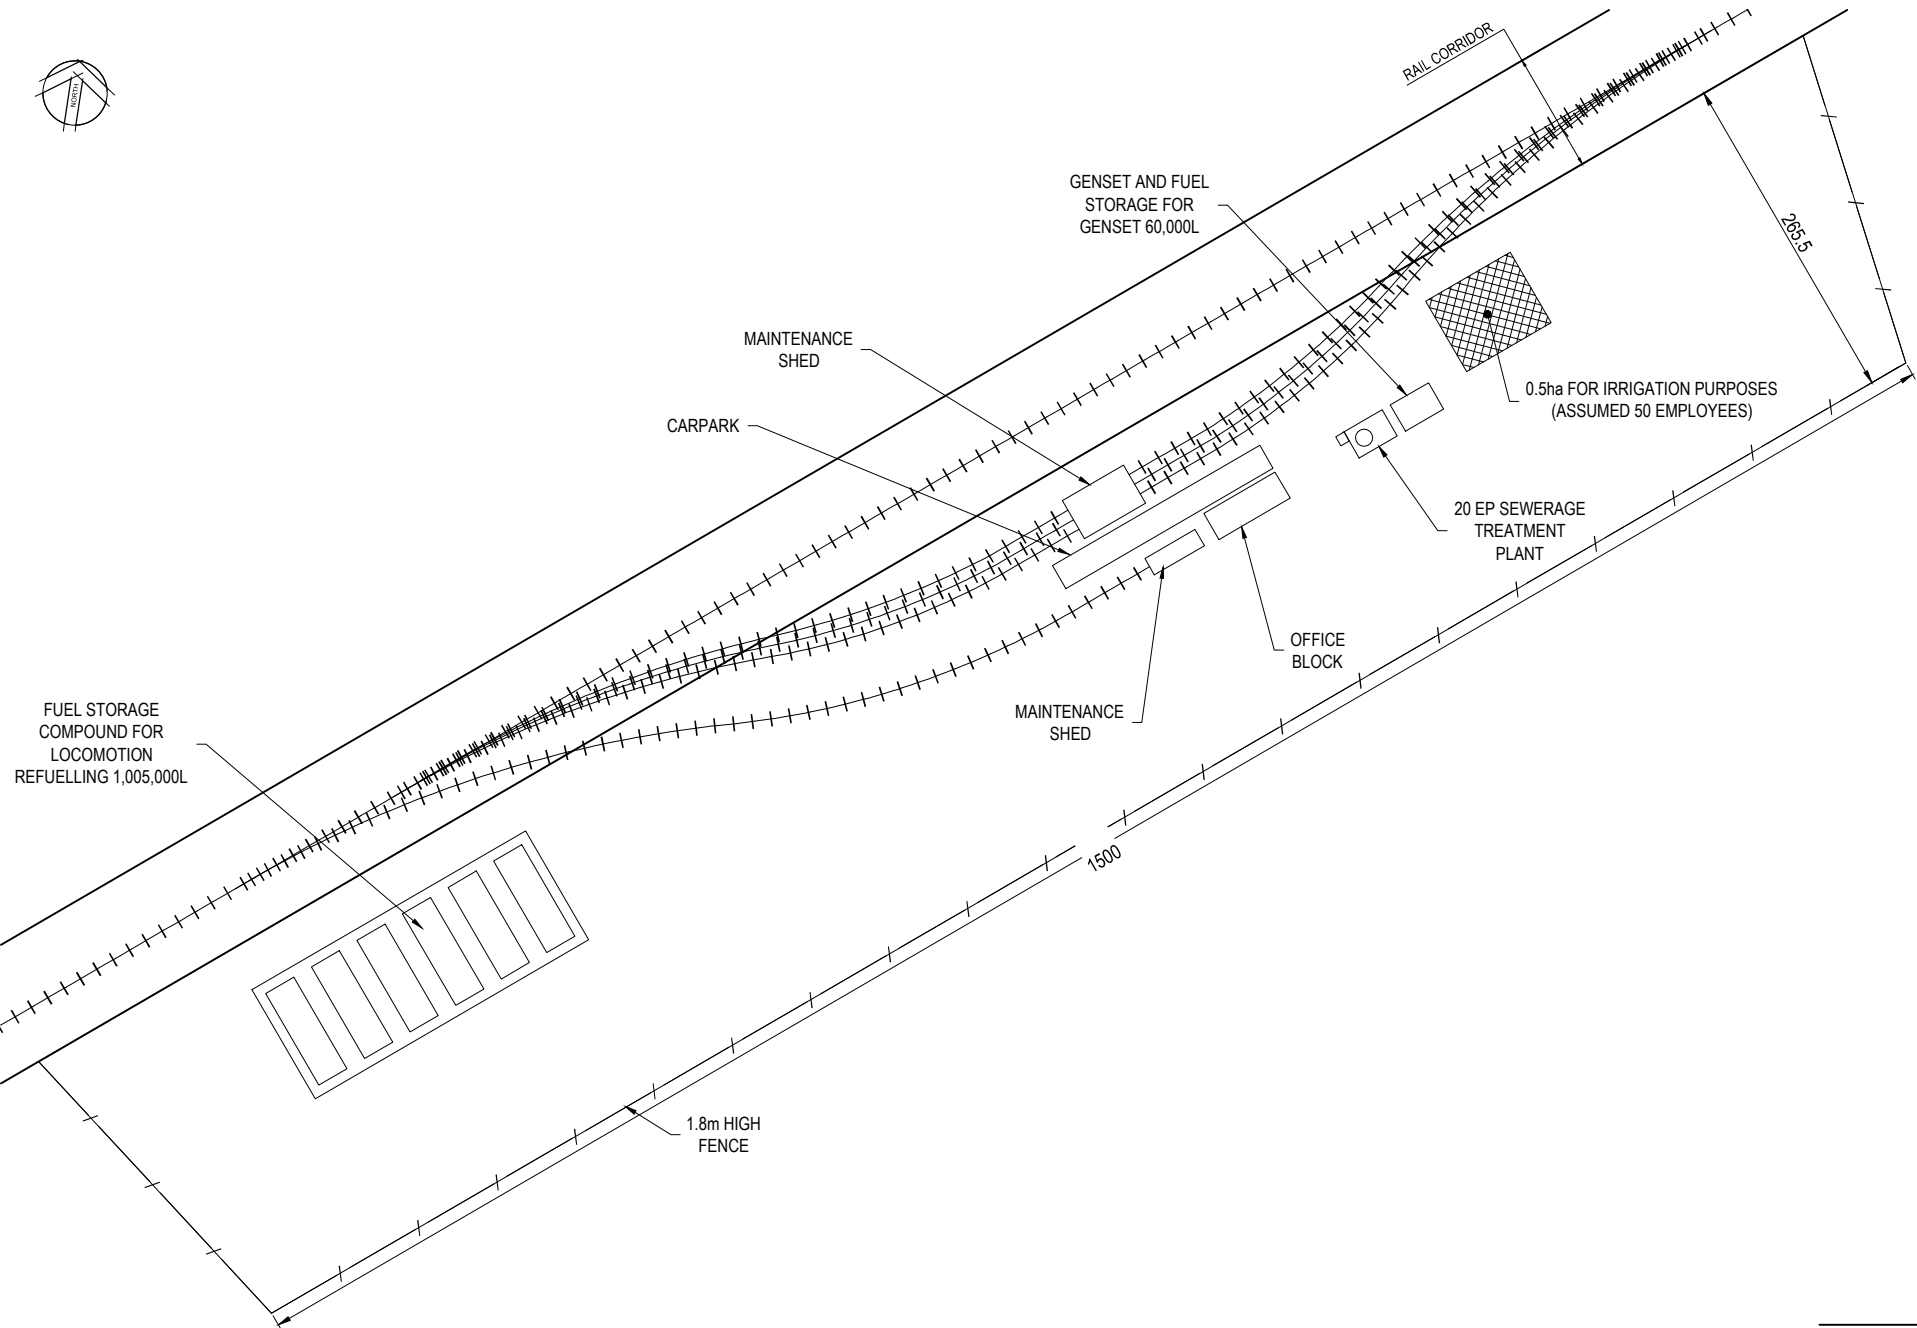 NORTH
RAIL CORRIDOR
GENSET AND FUEL
STORAGE FOR
GENSET 60,000L
265.5
MAINTENANCE
SHED
CARPARK
0.5ha FOR IRRIGATION PURPOSES
(ASSUMED 50 EMPLOYEES)
20 EP SEWERAGE
TREATMENT
PLANT
OFFICE
BLOCK
MAINTENANCE
SHED
FUEL STORAGE
COMPOUND FOR
LOCOMOTION
REFUELLING 1,005,000L
1500
1.8m HIGH
FENCE